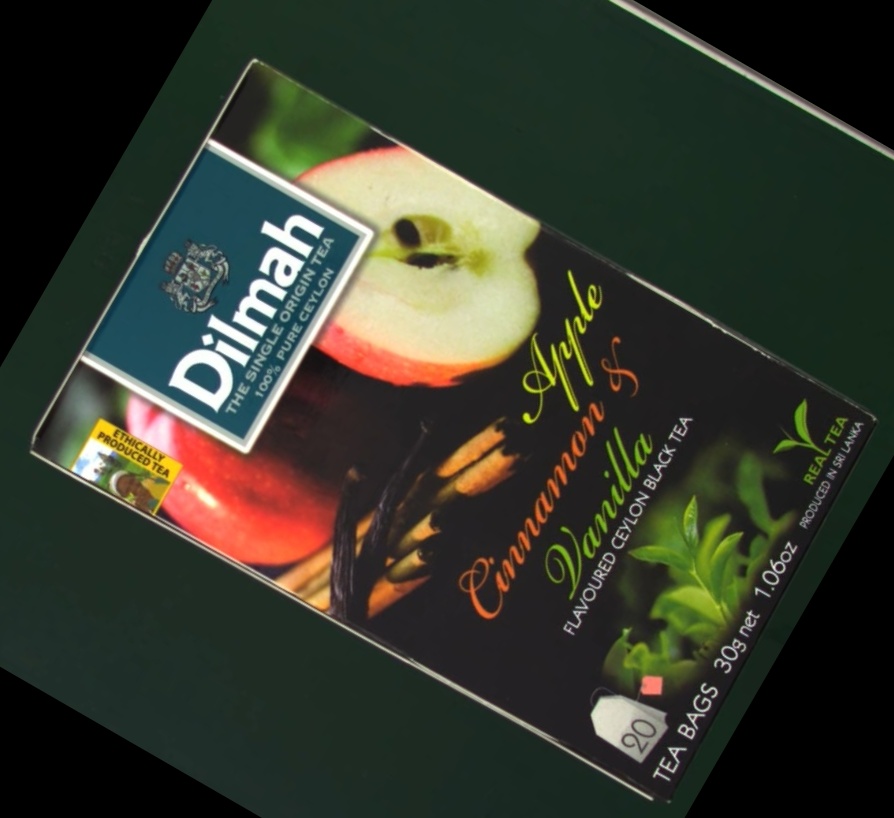 Dilmah
THE SINGLE ORIGIN TEA
100% PURE CEYLON
ETHICALLY
PRODUCED TEA
Apple
Cinnamon &
Vanilla
FLAVOURED CEYLON BLACK TEA
REAL TEA
PRODUCED IN SRI LANKA
20
TEA BAGS 30g net 1.06oz